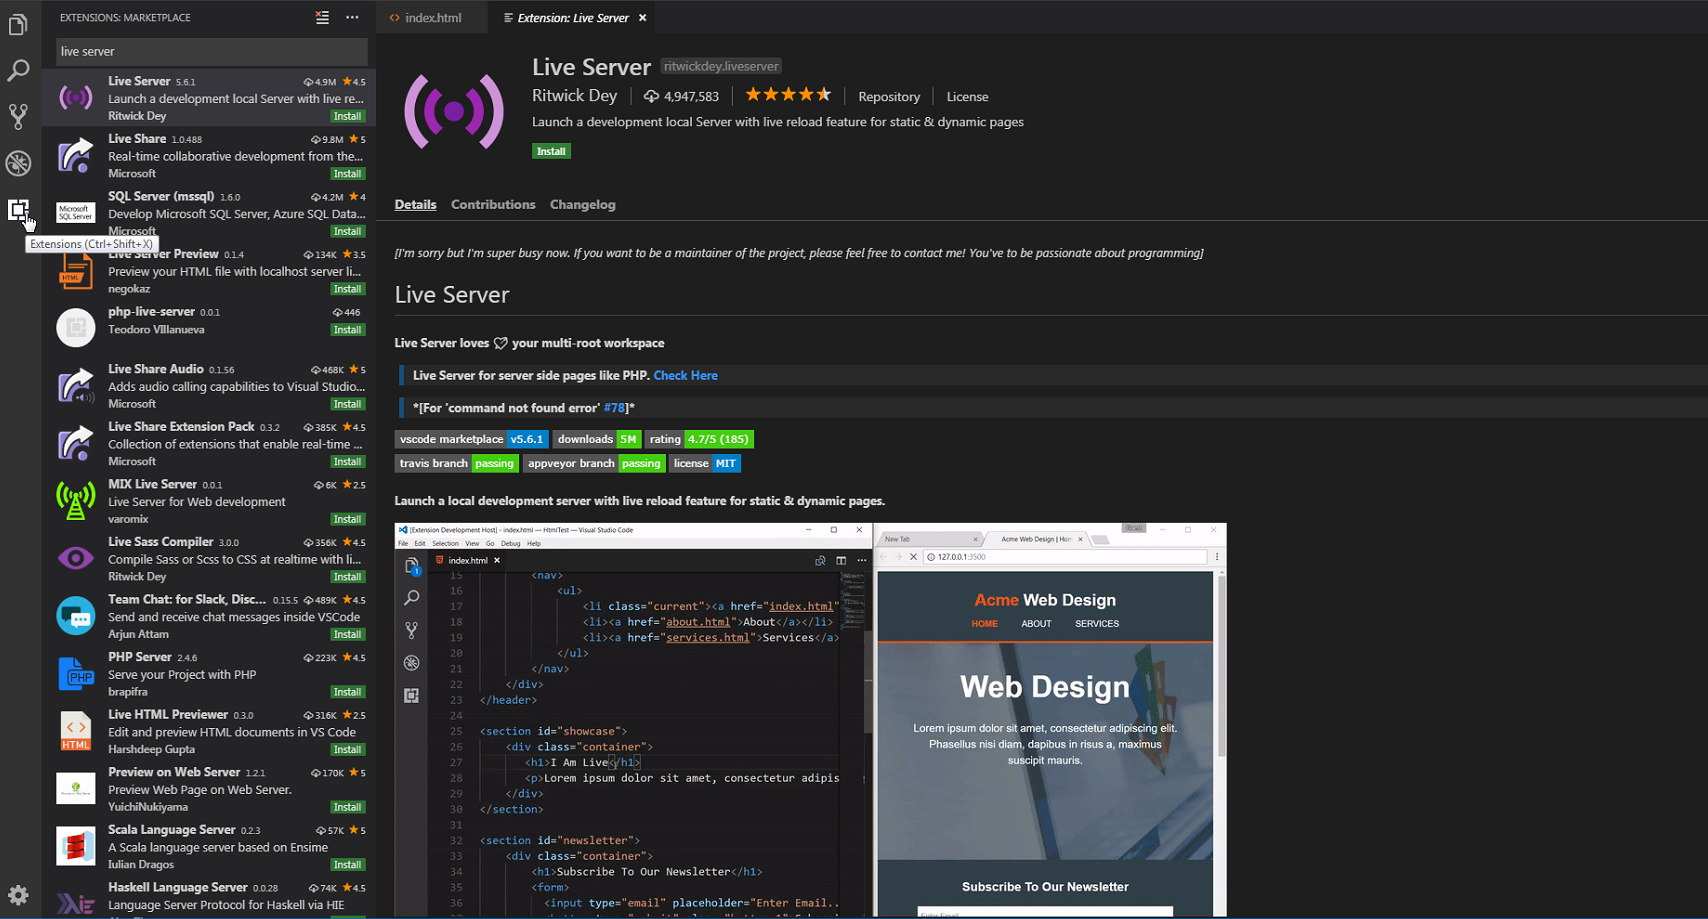 EXTENSIONS: MARKETPLACE
live server
Live Server 5.6.1 4.9M ★4.5
Launch a development local Server with live re...
Ritwick Dey Install
Live Share 1.0.488 9.8M ★5
Real-time collaborative development from the...
Microsoft Install
SQL Server (mssql) 1.6.0 4.2M ★4
Microsoft
SQL Server
Develop Microsoft SQL Server, Azure SQL Data...
Microsoft Install
Extensions (Ctrl+Shift+X)
Live Server Preview 0.1.4 134K ★3.5
HTML
Preview your HTML file with localhost server li...
negokaz Install
php-live-server 0.0.1 446
Teodoro VIllanueva Install
Live Share Audio 0.1.56 468K ★5
Adds audio calling capabilities to Visual Studio...
Microsoft Install
Live Share Extension Pack 0.3.2 385K ★4.5
Collection of extensions that enable real-time ...
Microsoft Install
MIX Live Server 0.0.1 6K ★2.5
Live Server for Web development
varomix Install
Live Sass Compiler 3.0.0 356K ★4.5
Compile Sass or Scss to CSS at realtime with li...
Ritwick Dey Install
Team Chat: for Slack, Disc... 0.15.5 489K ★4.5
Send and receive chat messages inside VSCode
Arjun Attam Install
PHP Server 2.4.6 223K ★4.5
PHP
Serve your Project with PHP
brapifra Install
Live HTML Previewer 0.3.0 316K ★2.5
HTML
Edit and preview HTML documents in VS Code
Harshdeep Gupta Install
Preview on Web Server 1.2.1 170K ★5
Preview Web Page on Web Server.
YuichiNukiyama Install
Scala Language Server 0.2.3 57K ★5
A Scala language server based on Ensime
Iulian Dragos Install
Haskell Language Server 0.0.28 74K ★4.5
Language Server Protocol for Haskell via HIE
<> index.html
Extension: Live Server ×
Live Server ritwickdey.liveserver
Ritwick Dey | 4,947,583 | Repository | License
Launch a development local Server with live reload feature for static & dynamic pages
Install
Details Contributions Changelog
[I'm sorry but I'm super busy now. If you want to be a maintainer of the project, please feel free to contact me! You've to be passionate about programming]
Live Server
Live Server loves ♡ your multi-root workspace
Live Server for server side pages like PHP. Check Here
*[For 'command not found error' #78]*
vscode marketplace v5.6.1 downloads 5M rating 4.7/5 (185)
travis branch passing appveyor branch passing license MIT
Launch a local development server with live reload feature for static & dynamic pages.
[Extension Development Host] - index.html — HtmlTest — Visual Studio Code
File Edit Selection View Go Debug Help
index.html ×
1
15 <nav>
16 <ul>
17 <li class="current"><a href="index.html"
18 <li><a href="about.html">About</a></li>
19 <li><a href="services.html">Services</a>
20 </ul>
21 </nav>
22 </div>
23 </header>
24
25 <section id="showcase">
26 <div class="container">
27 <h1>I Am Live</h1>
28 <p>Lorem ipsum dolor sit amet, consectetur adipis
29 </div>
30 </section>
31
32 <section id="newsletter">
33 <div class="container">
34 <h1>Subscribe To Our Newsletter</h1>
35 <form>
36 <input type="email" placeholder="Enter Email..
New Tab ×
Acme Web Design | Hom ×
127.0.0.1:3500
Acme Web Design
HOME ABOUT SERVICES
Web Design
Lorem ipsum dolor sit amet, consectetur adipiscing elit.
Phasellus nisi diam, dapibus in risus a, maximus
suscipit mauris.
Subscribe To Our Newsletter